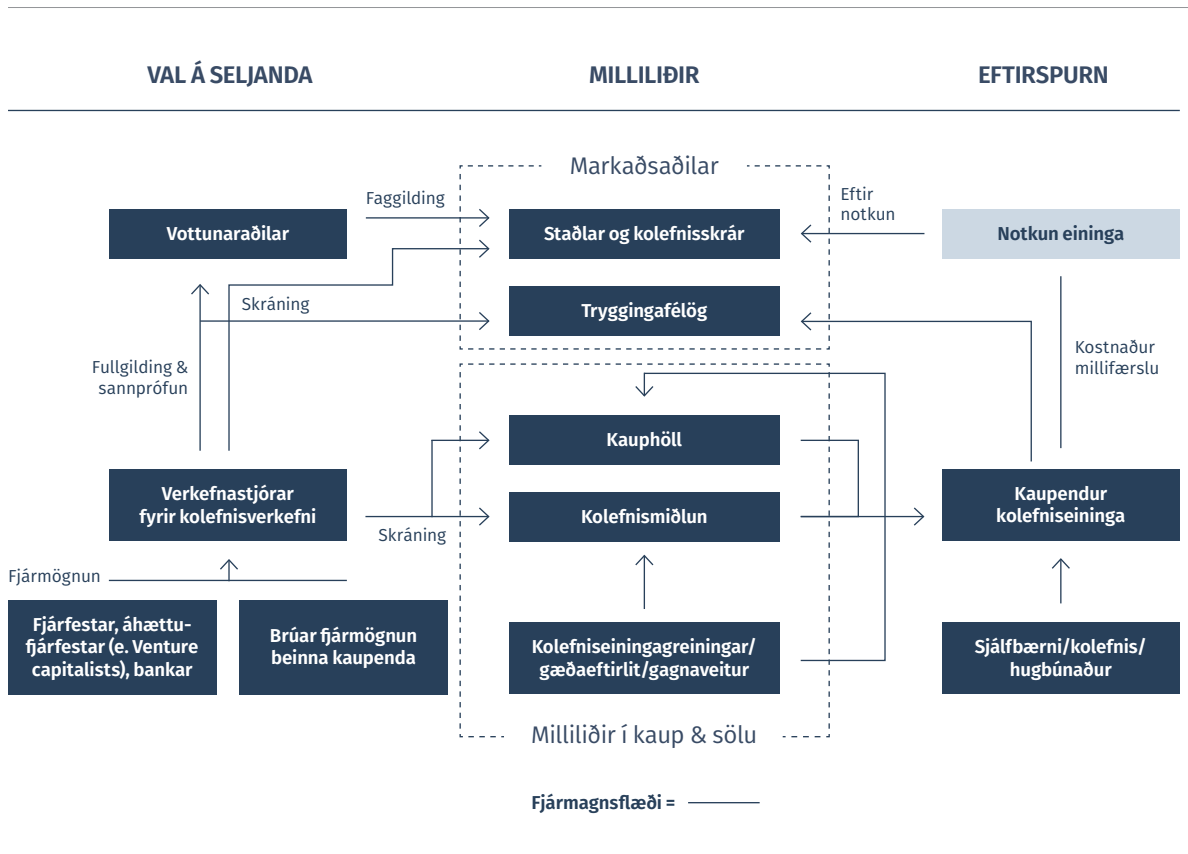 VAL Á SELJANDA
MILLILIÐIR
EFTIRSPURN
Markaðsaðilar
Faggilding
Eftir
notkun
Vottunaraðilar
Staðlar og kolefnisskrár
Notkun eininga
Skráning
Tryggingafélög
Fullgilding &
sannprófun
Kostnaður
millifærslu
Kauphöll
Verkefnastjórar
fyrir kolefnisverkefni
Skráning
Kolefnismiðlun
Kaupendur
kolefniseininga
Fjármögnun
Fjárfestar, áhættu-
fjárfestar (e. Venture
capitalists), bankar
Brúar fjármögnun
beinna kaupenda
Kolefniseiningagreiningar/
gæðaeftirlit/gagnaveitur
Sjálfbærni/kolefnis/
hugbúnaður
Milliliðir í kaup & sölu
Fjármagnsflæði =